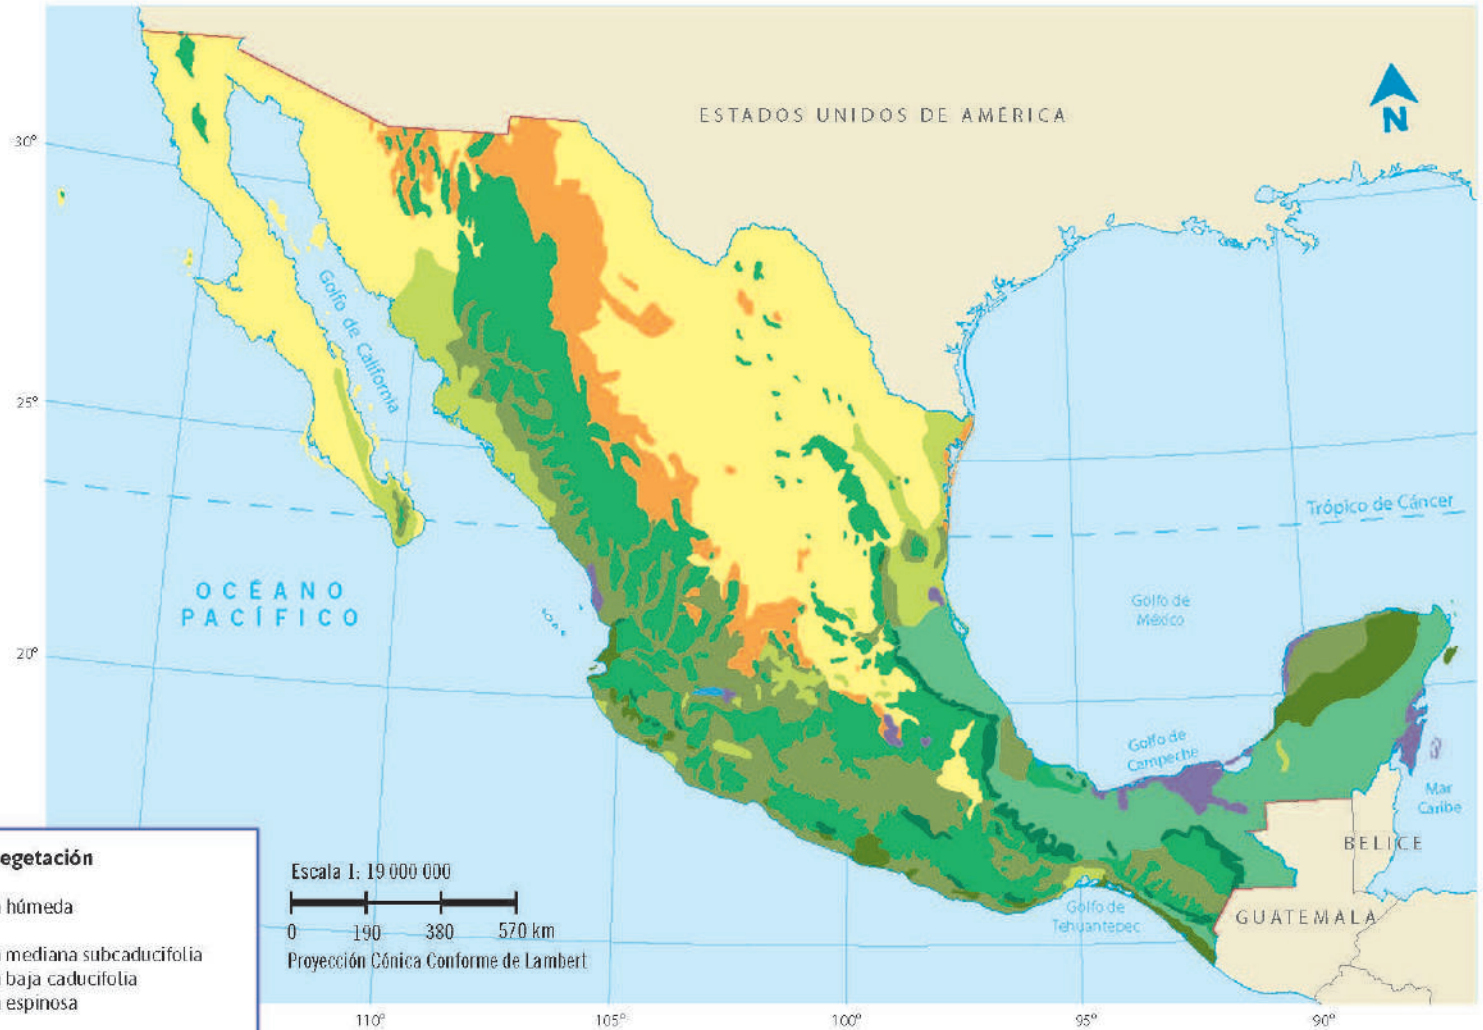 ESTADOS UNIDOS DE AMÉRICA
N
30°
Golfo de California
25°
Trópico de Cáncer
OCÉANO
PACÍFICO
Golfo de
México
20°
Golfo de
Campeche
Mar
Caribe
BELICE
GUATEMALA
Golfo de
Tehuantepec
egetación
húmeda
mediana subcaducifolia
baja caducifolia
espinosa
Escala 1: 19 000 000
0 190 380 570 km
Proyección Cónica Conforme de Lambert
110° 105° 100° 95° 90°